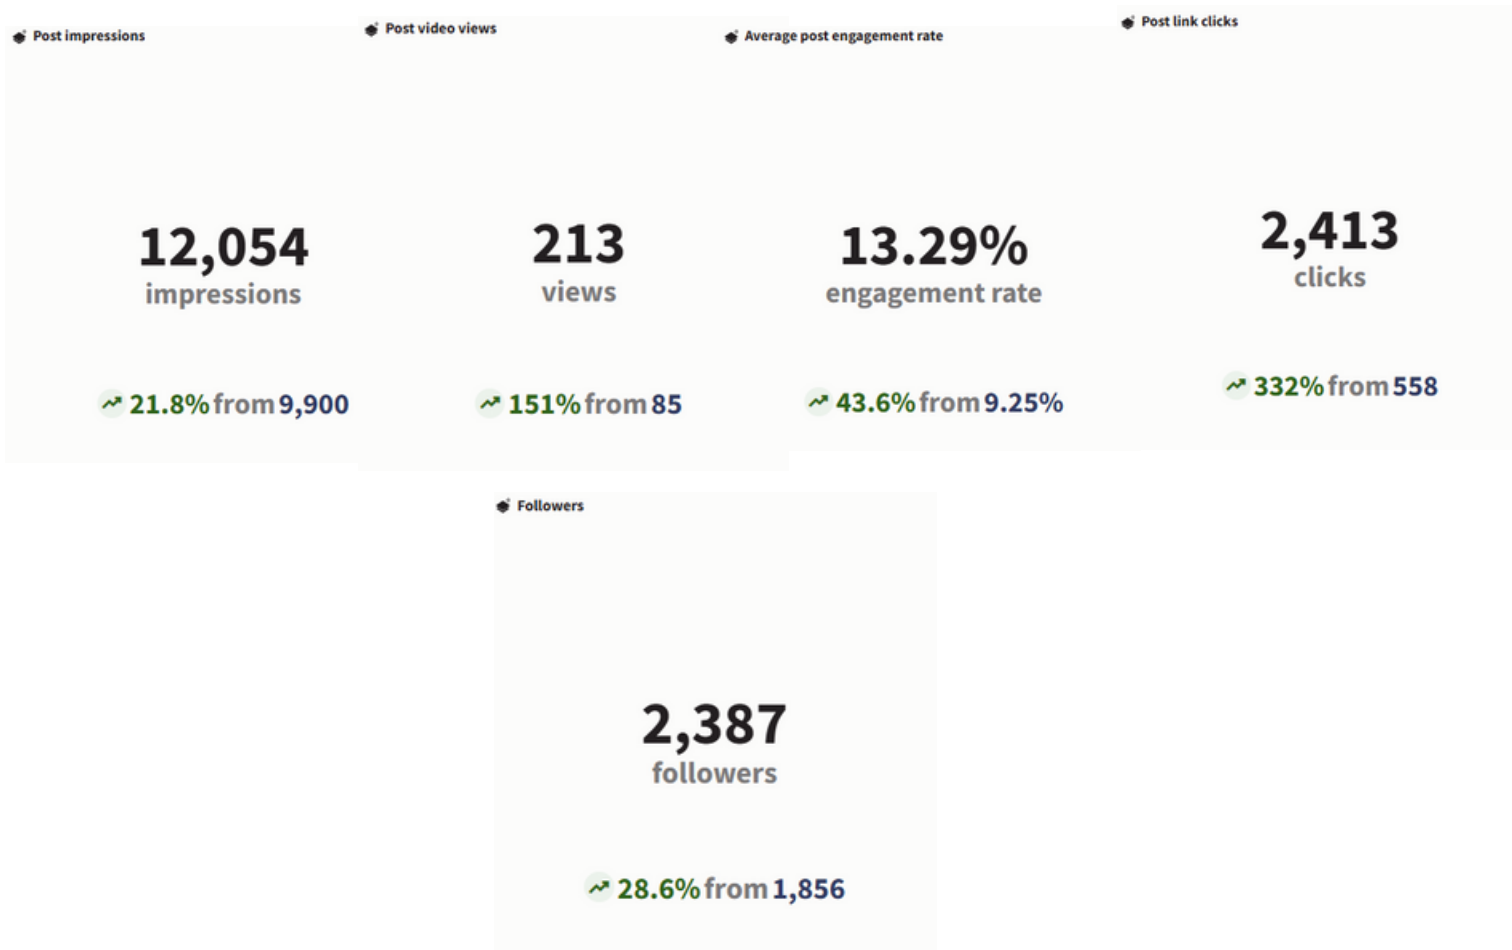 Post impressions
12,054
impressions
21.8% from 9,900
Post video views
213
views
151% from 85
Average post engagement rate
13.29%
engagement rate
43.6% from 9.25%
Post link clicks
2,413
clicks
332% from 558
Followers
2,387
followers
28.6% from 1,856